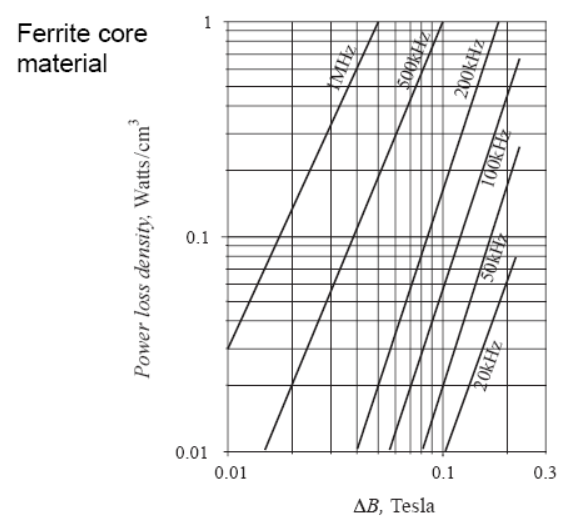 Ferrite core
material
Power loss density, Watts/cm³
1
0.1
0.01
1MHz
500kHz
200kHz
100kHz
50kHz
20kHz
0.01
0.1
0.3
ΔB, Tesla